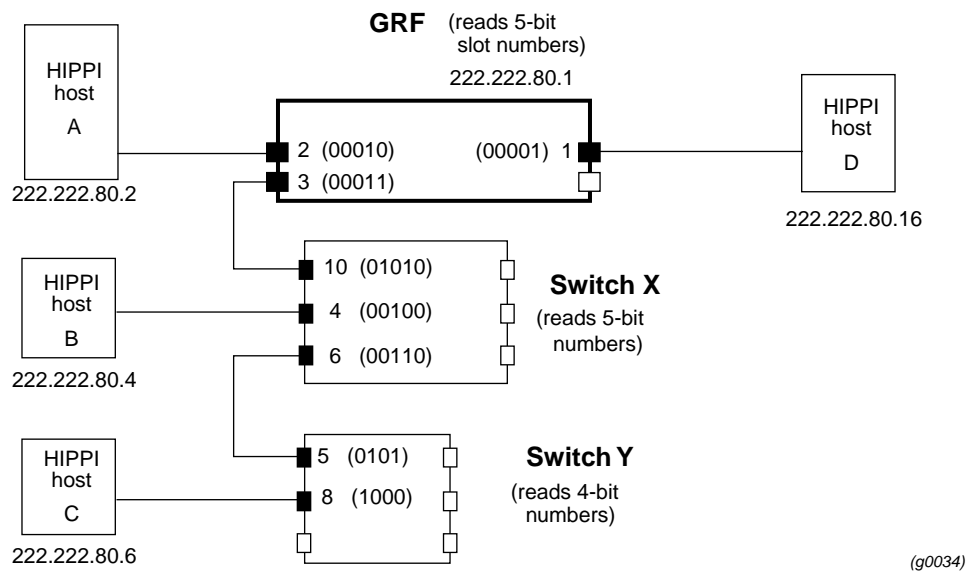 GRF (reads 5-bit
slot numbers)
222.222.80.1
HIPPI
host
A
222.222.80.2
2 (00010)
3 (00011)
(00001) 1
HIPPI
host
D
222.222.80.16
10 (01010)
4 (00100)
6 (00110)
Switch X
(reads 5-bit
numbers)
HIPPI
host
B
222.222.80.4
5 (0101)
8 (1000)
Switch Y
(reads 4-bit
numbers)
HIPPI
host
C
222.222.80.6
(g0034)